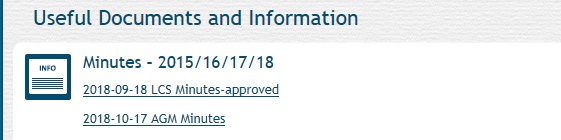 Useful Documents and Information
INFO
Minutes – 2015/16/17/18
2018-09-18 LCS Minutes-approved
2018-10-17 AGM Minutes